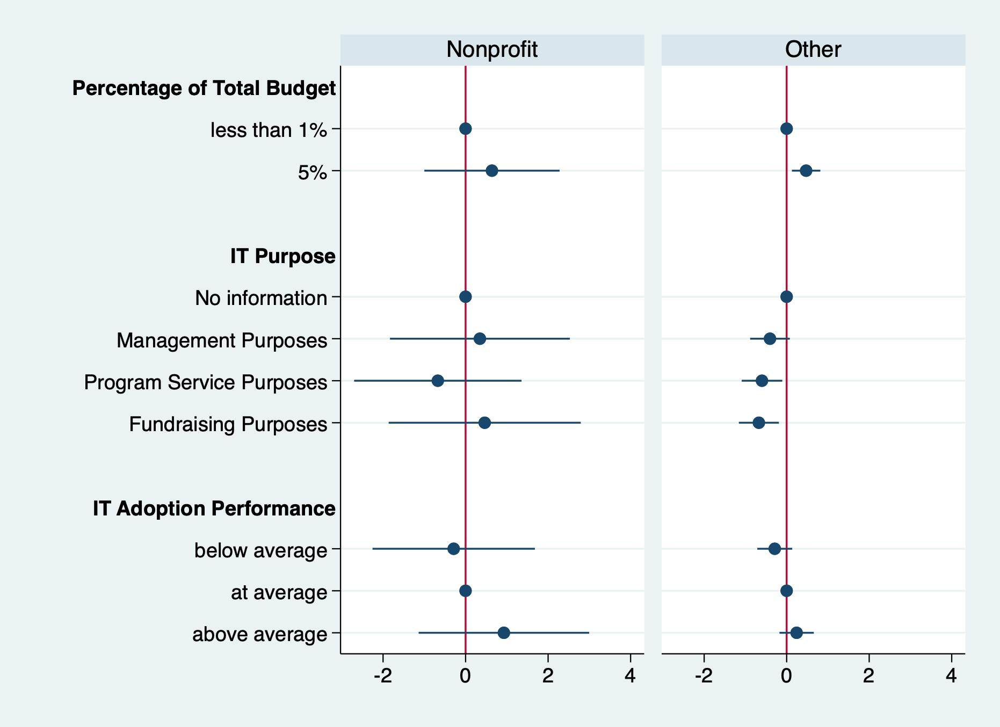 Nonprofit
Other
Percentage of Total Budget
less than 1%
5%
IT Purpose
No information
Management Purposes
Program Service Purposes
Fundraising Purposes
IT Adoption Performance
below average
at average
above average
-2 0 2 4
-2 0 2 4